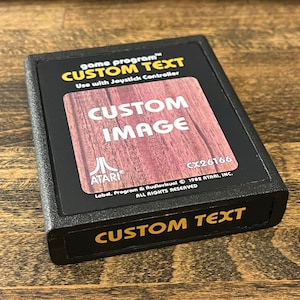 game program™
CUSTOM TEXT
Use with Joystick Controller
CUSTOM
IMAGE
ATARI®
CX26166
Label, Program & Audiovisual © 1982 ATARI, INC.
ALL RIGHTS RESERVED
CUSTOM TEXT